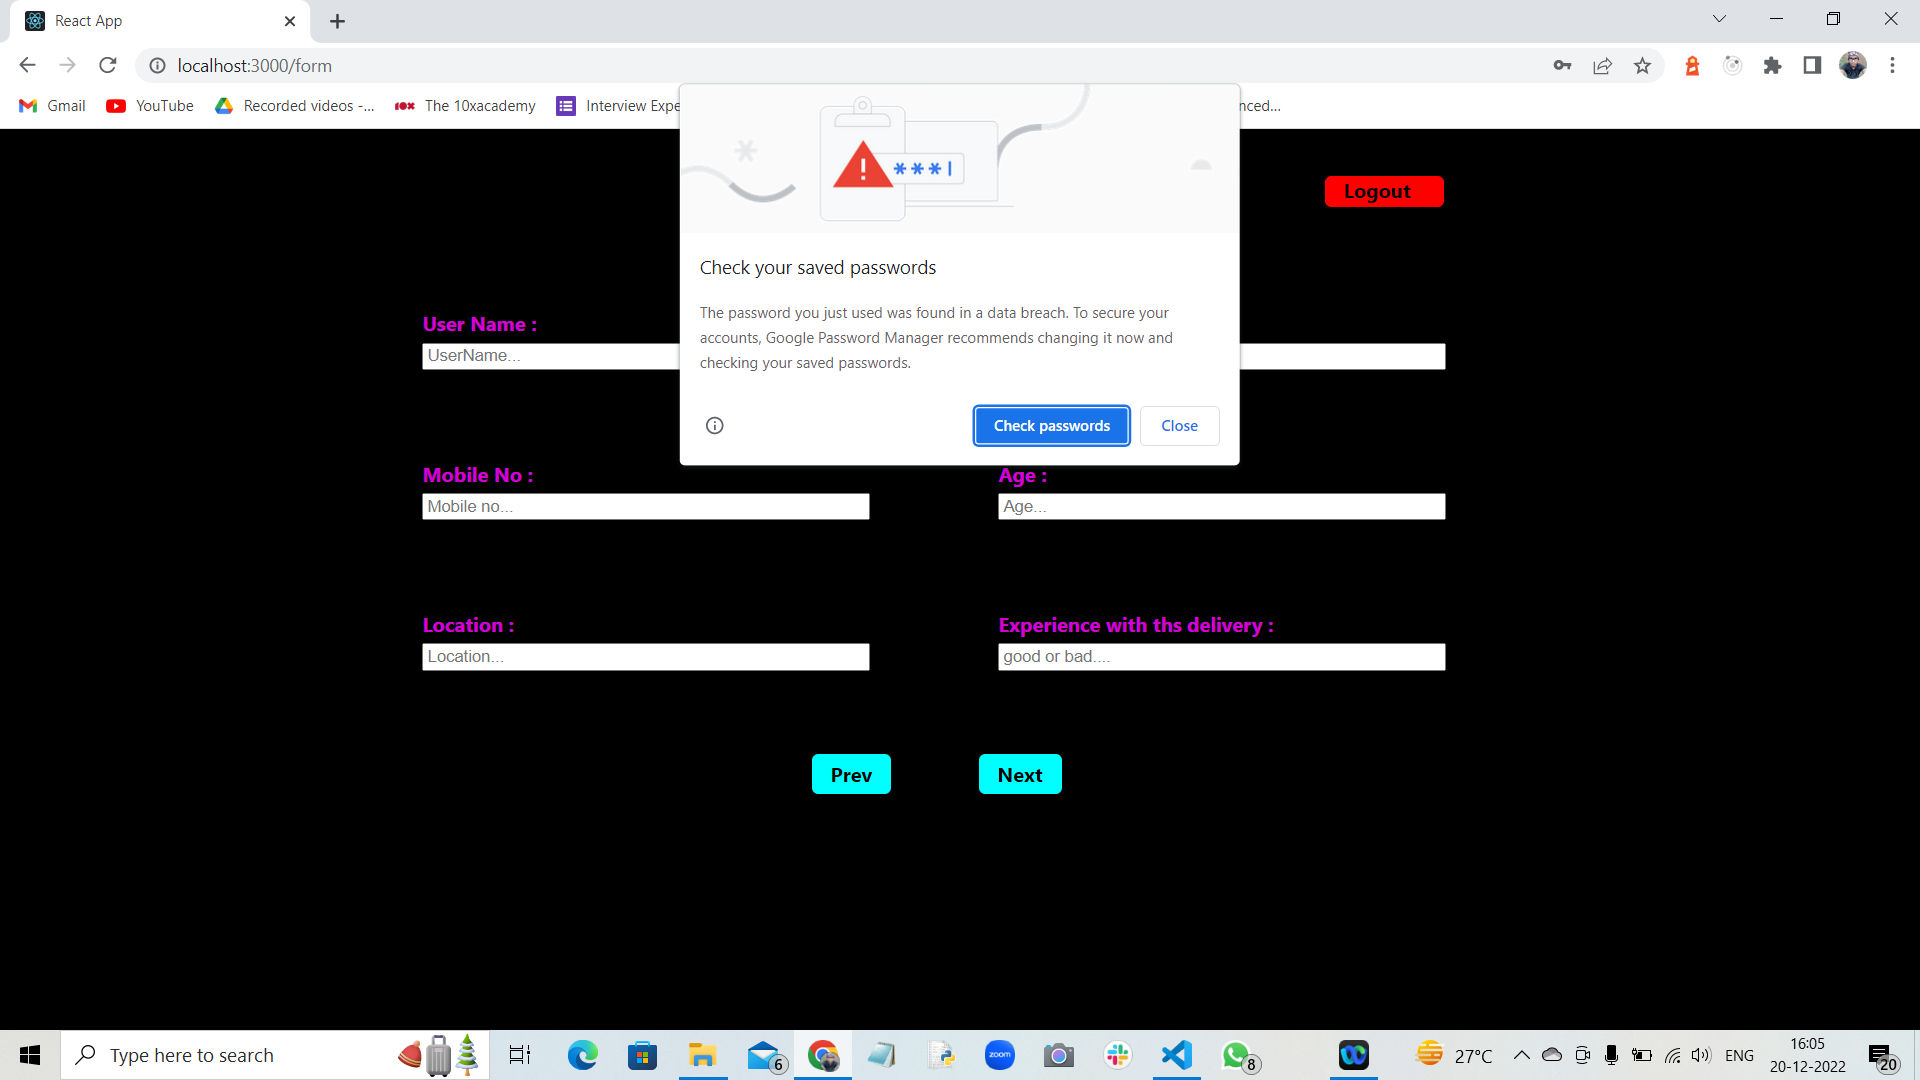 React App
localhost:3000/form
Gmail YouTube Recorded videos -... The 10xacademy Interview Expe nced...
***|
Logout
Check your saved passwords
The password you just used was found in a data breach. To secure your
accounts, Google Password Manager recommends changing it now and
checking your saved passwords.
Check passwords Close
User Name :
UserName...
Mobile No : Age :
Mobile no... Age...
Location : Experience with ths delivery :
Location... good or bad....
Prev Next
Type here to search
6
zoom
8
27°C
ENG
16:05
20-12-2022
20